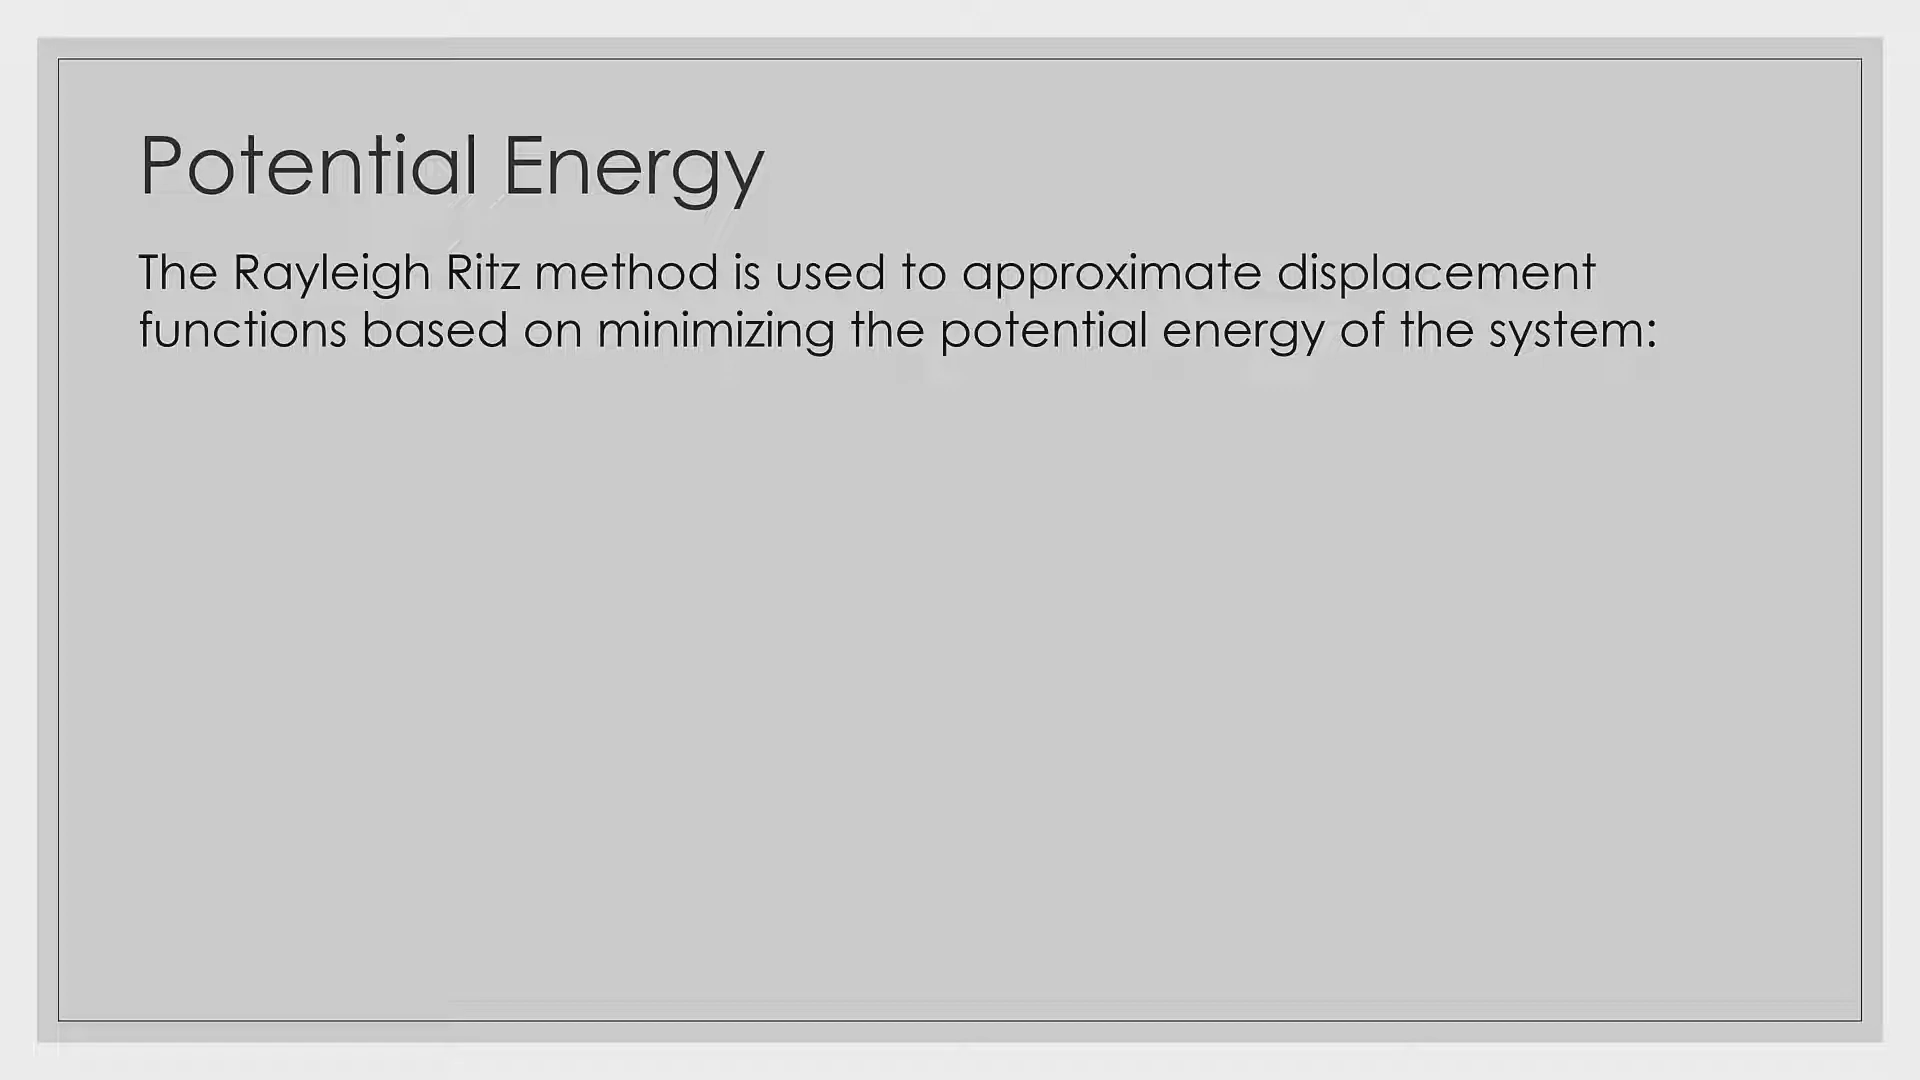 Potential Energy
The Rayleigh Ritz method is used to approximate displacement
functions based on minimizing the potential energy of the system: